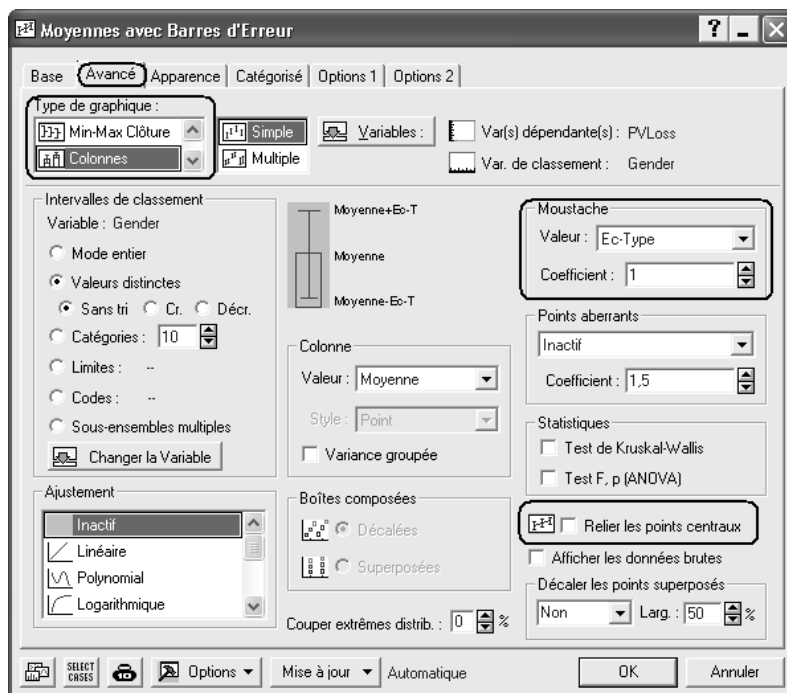 Moyennes avec Barres d'Erreur
Base Avancé Apparence Catégorisé Options 1 Options 2
Type de graphique :
Min-Max Clôture
Colonnes
Simple
Multiple
Variables :
Var(s) dépendante(s) : PVLoss
Var. de classement : Gender
Intervalles de classement
Variable : Gender
Mode entier
Valeurs distinctes
Sans tri Cr. Décr.
Catégories : 10
Limites : --
Codes : --
Sous-ensembles multiples
Changer la Variable
Moyenne+Ec-T
Moyenne
Moyenne-Ec-T
Colonne
Valeur : Moyenne
Style : Point
Variance groupée
Moustache
Valeur : Ec-Type
Coefficient : 1
Points aberrants
Inactif
Coefficient : 1,5
Statistiques
Test de Kruskal-Wallis
Test F, p (ANOVA)
Ajustement
Inactif
Linéaire
Polynomial
Logarithmique
Boîtes composées
Décalées
Superposées
Couper extrêmes distrib. : 0 %
Relier les points centraux
Afficher les données brutes
Décaler les points superposés
Non Larg. : 50 %
SELECT CASES
Options
Mise à jour
Automatique
OK
Annuler